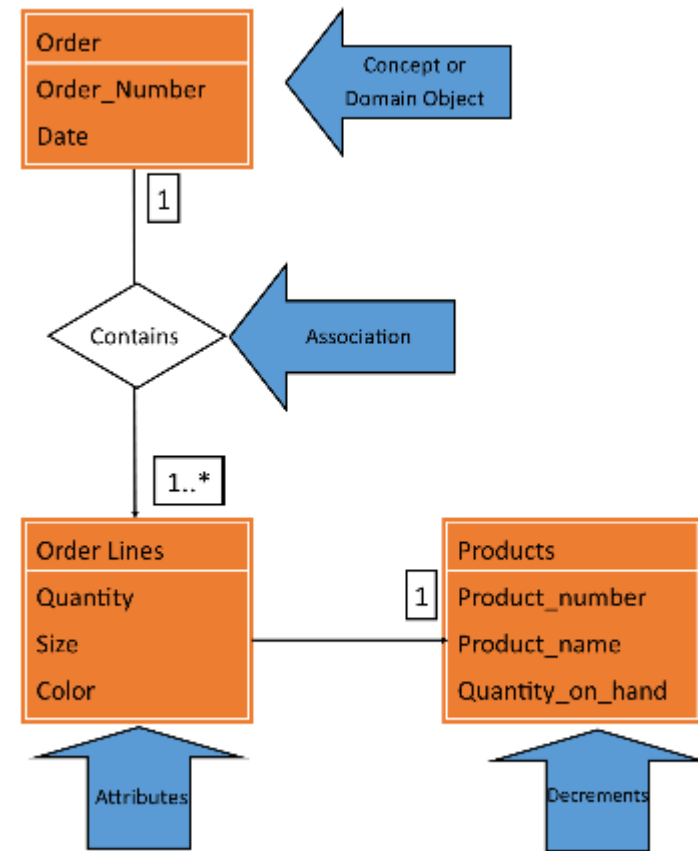 Order
Order_Number
Date
Concept or
Domain Object
1
Contains
Association
1..*
Order Lines
Quantity
Size
Color
1
Products
Product_number
Product_name
Quantity_on_hand
Attributes
Decrements